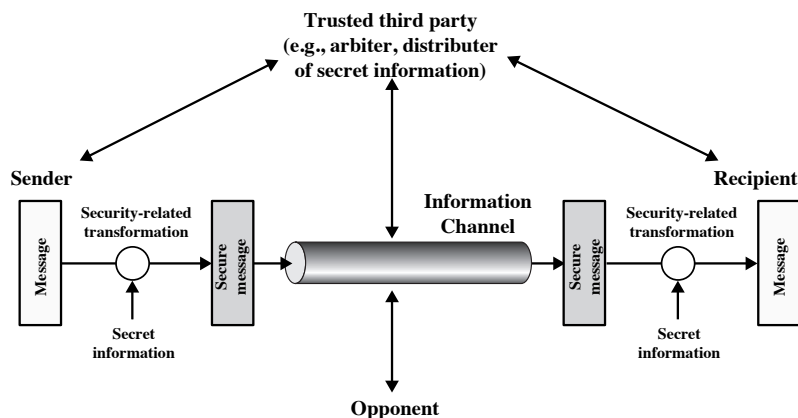 Trusted third party
(e.g., arbiter, distributer
of secret information)
Sender
Recipient
Information
Channel
Message
Security-related
transformation
Secret
information
Secure
message
Secure
message
Security-related
transformation
Secret
information
Message
Opponent